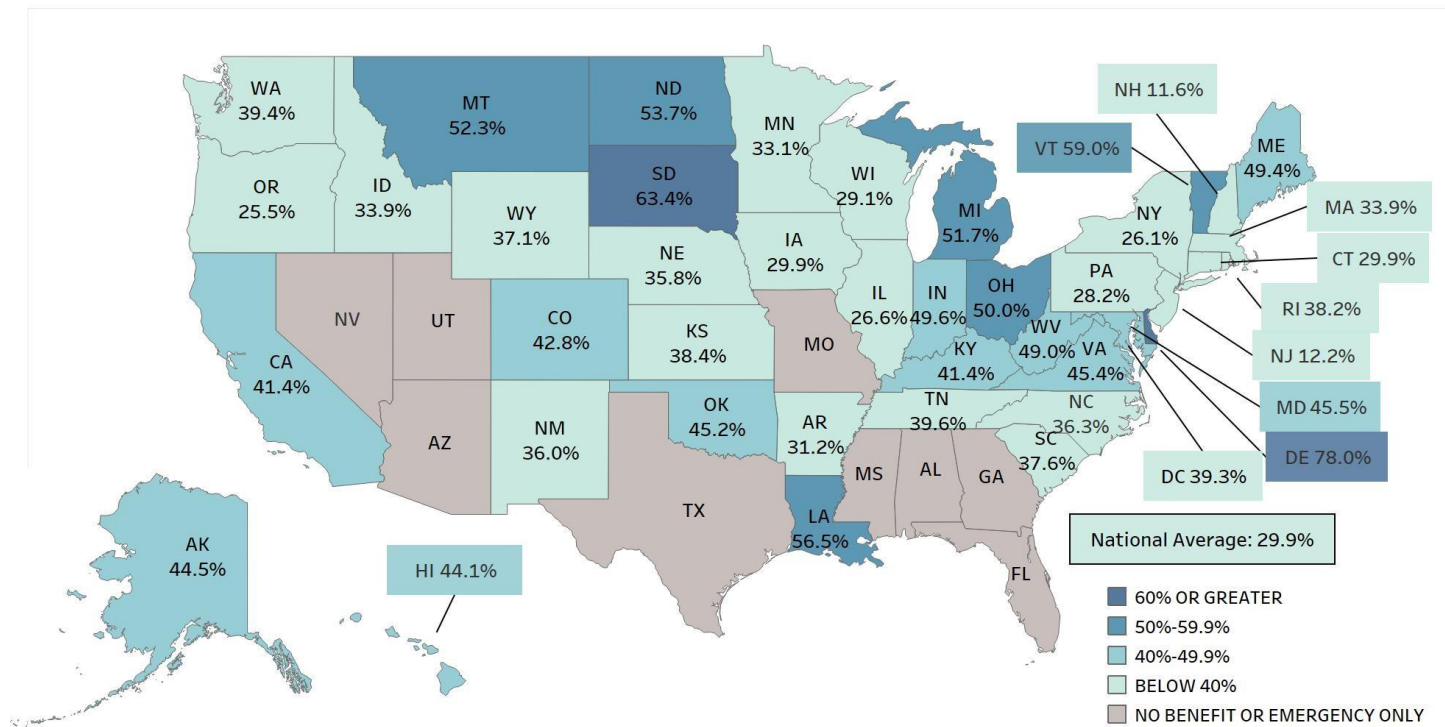 WA
39.4%
MT
52.3%
ND
53.7%
MN
33.1%
NH 11.6%
VT 59.0%
ME
49.4%
OR
25.5%
ID
33.9%
WY
37.1%
SD
63.4%
WI
29.1%
MI
51.7%
NY
26.1%
MA 33.9%
CT 29.9%
RI 38.2%
NJ 12.2%
MD 45.5%
DE 78.0%
DC 39.3%
NE
35.8%
IA
29.9%
IL
26.6%
IN
49.6%
OH
50.0%
PA
28.2%
NV
UT
CO
42.8%
KS
38.4%
MO
KY
41.4%
WV
49.0%
VA
45.4%
CA
41.4%
AZ
NM
36.0%
OK
45.2%
AR
31.2%
TN
39.6%
NC
36.3%
SC
37.6%
TX
LA
56.5%
MS
AL
GA
FL
AK
44.5%
HI 44.1%
National Average: 29.9%
60% OR GREATER
50%-59.9%
40%-49.9%
BELOW 40%
NO BENEFIT OR EMERGENCY ONLY